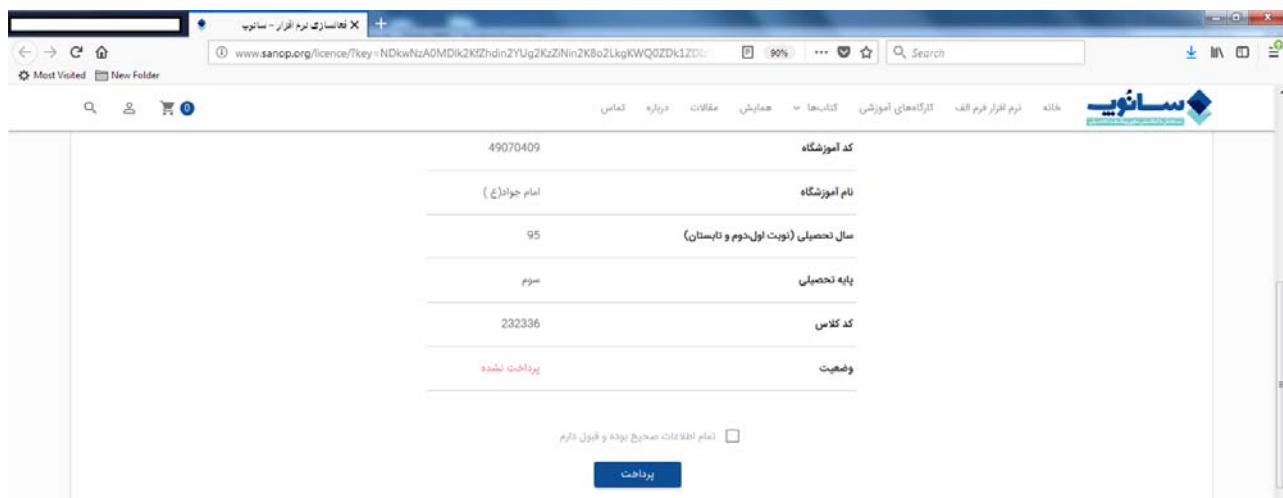 فعالسازی نرم افزار - سانوپ
www.sanop.org/licence/?key=NDkwNzA0MDlk2KfZhdin2YUg2KzZiNin2K8o2LkgKWQ0ZDk1ZDL
90%
Search
Most Visited New Folder
سانوپ
خانه نرم افزار فرم الف کارگاه‌های آموزشی کتاب‌ها همایش مقالات درباره تماس
0
کد آموزشگاه 49070409
نام آموزشگاه امام جواد(ع )
سال تحصیلی (نوبت اول،دوم و تابستان) 95
پایه تحصیلی سوم
کد کلاس 232336
وضعیت پرداخت نشده
تمام اطلاعات صحیح بوده و قبول دارم
پرداخت